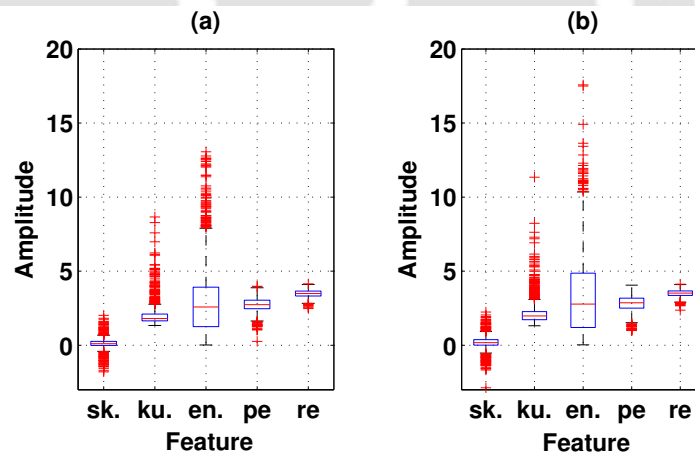 (a)
20
15
10
5
0
Amplitude
sk. ku. en. pe re
Feature
(b)
20
15
10
5
0
Amplitude
sk. ku. en. pe re
Feature